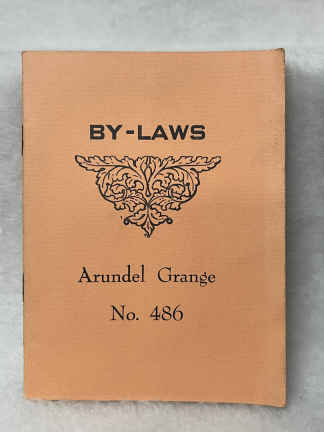 BY-LAWS
Arundel Grange
No. 486